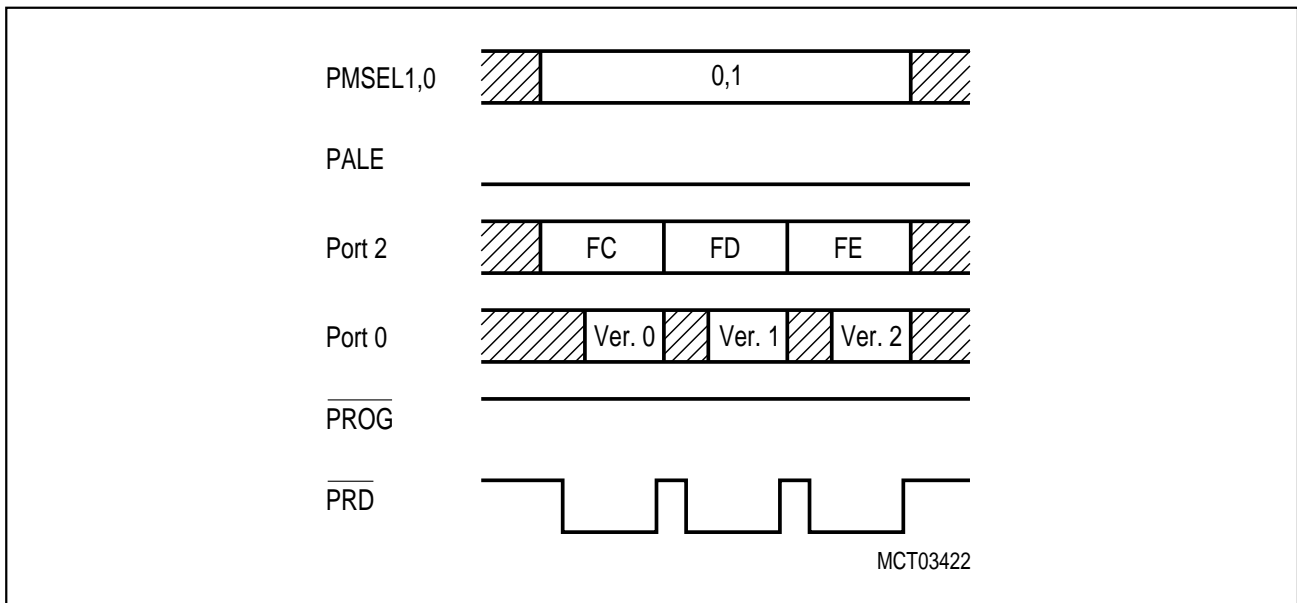 PMSEL1,0
0,1
PALE
Port 2
FC
FD
FE
Port 0
Ver. 0
Ver. 1
Ver. 2
PROG
PRD
MCT03422